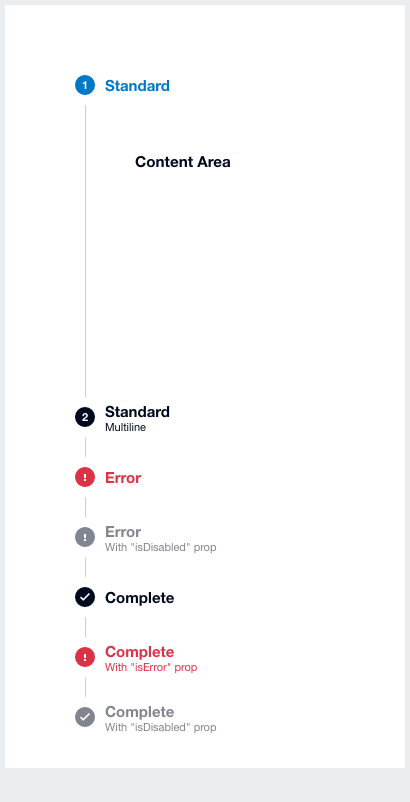 1 Standard
Content Area
2 Standard
Multiline
! Error
! Error
With "isDisabled" prop
Complete
! Complete
With "isError" prop
Complete
With "isDisabled" prop